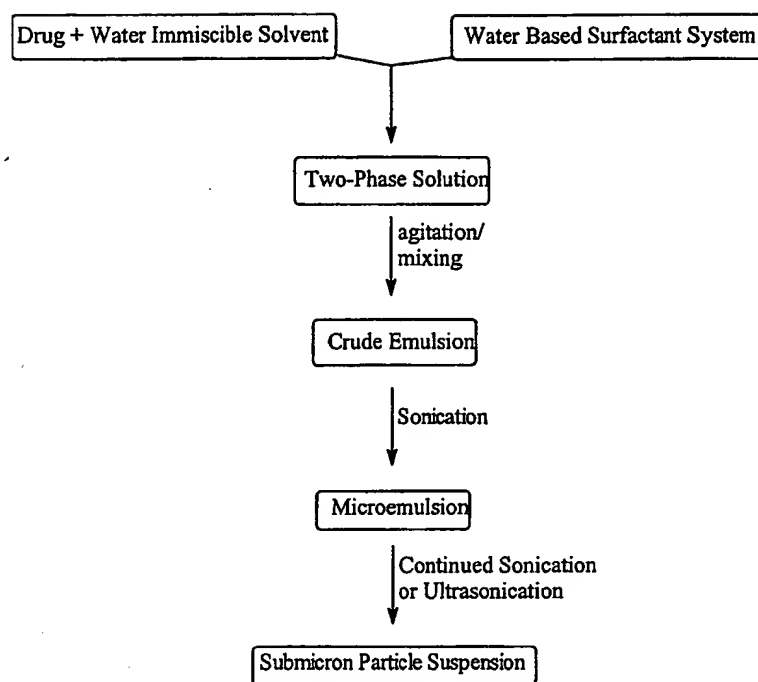 Drug + Water Immiscible Solvent
Water Based Surfactant System
Two-Phase Solution
agitation/
mixing
Crude Emulsion
Sonication
Microemulsion
Continued Sonication
or Ultrasonication
Submicron Particle Suspension